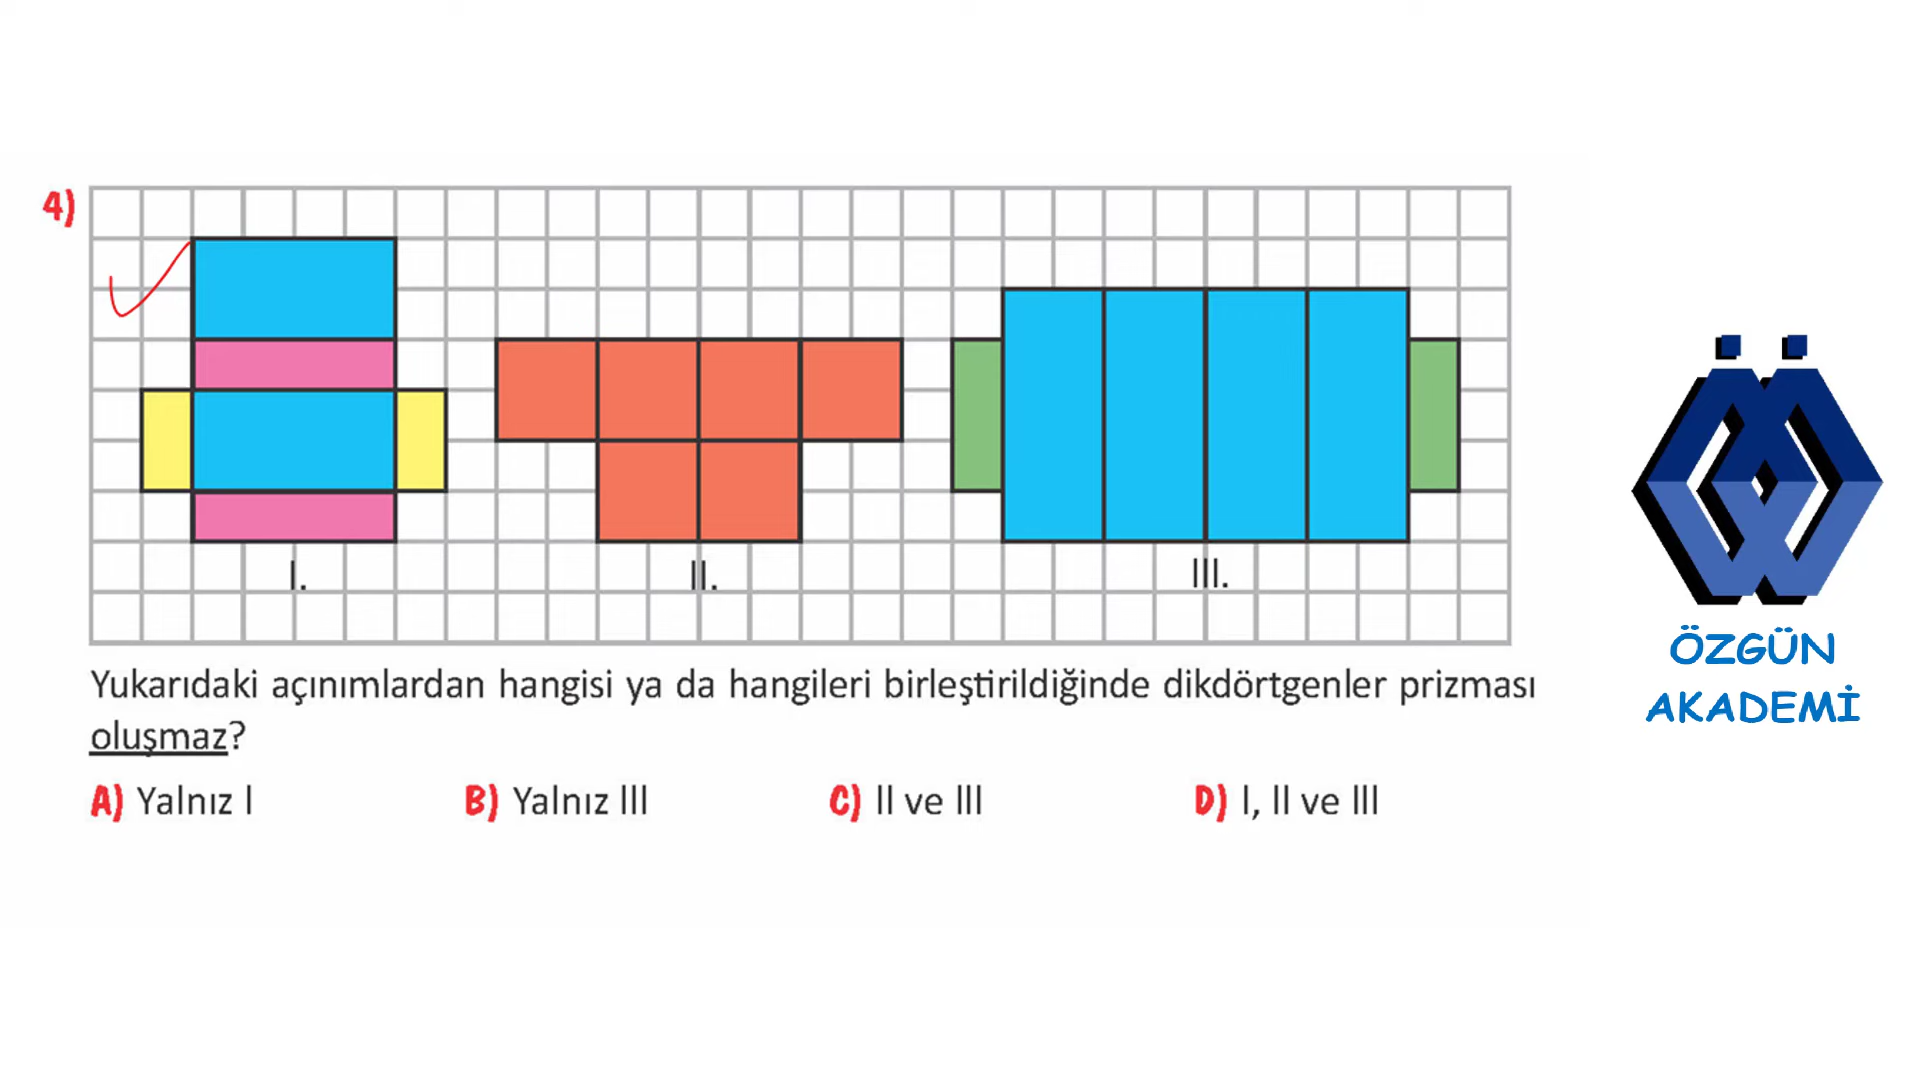 4)
I.
II.
III.
Yukarıdaki açınımlardan hangisi ya da hangileri birleştirildiğinde dikdörtgenler prizması
oluşmaz?
A) Yalnız I
B) Yalnız III
C) II ve III
D) I, II ve III
ÖZGÜN
AKADEMİ